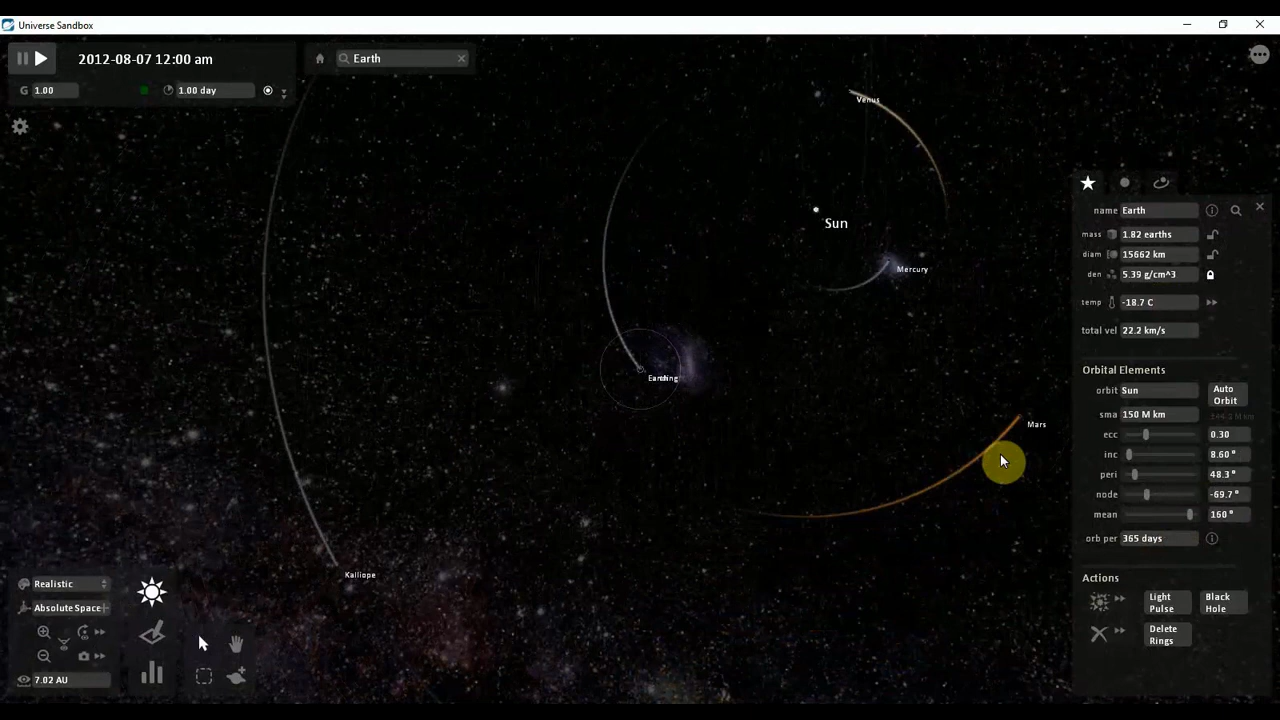 Universe Sandbox
2012-08-07 12:00 am
Earth
G 1.00
1.00 day
Venus
Sun
Mercury
Mars
Kalliope
name Earth
mass 1.82 earths
diam 15662 km
den 5.39 g/cm^3
temp -18.7 C
total vel 22.2 km/s
Orbital Elements
orbit Sun
Auto
Orbit
sma 150 M km
ecc 0.30
inc 8.60 °
peri 48.3 °
node -69.7 °
mean 160 °
orb per 365 days
Actions
Light
Pulse
Black
Hole
Delete
Rings
Realistic
Absolute Space
7.02 AU